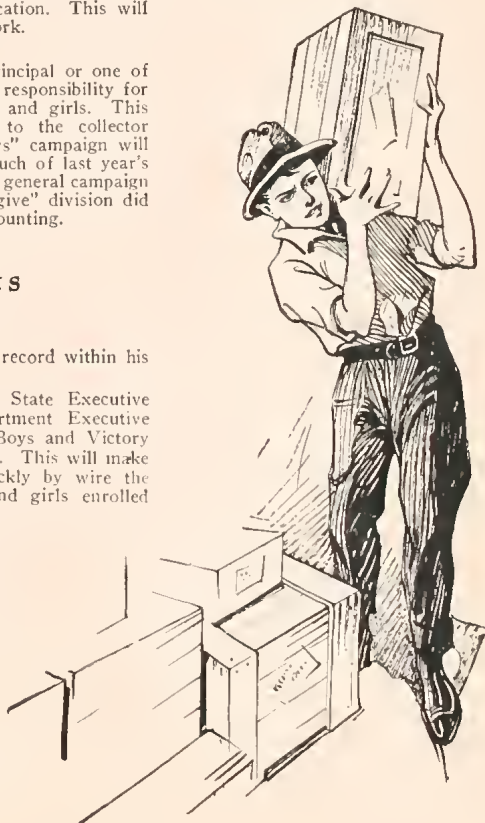 cation. This will
ork.
incipal or one of
responsibility for
and girls. This
to the collector
rs" campaign will
uch of last year's
general campaign
give" division did
ounting.
ts
record within his
State Executive
rtment Executive
Boys and Victory
. This will make
ckly by wire the
nd girls enrolled